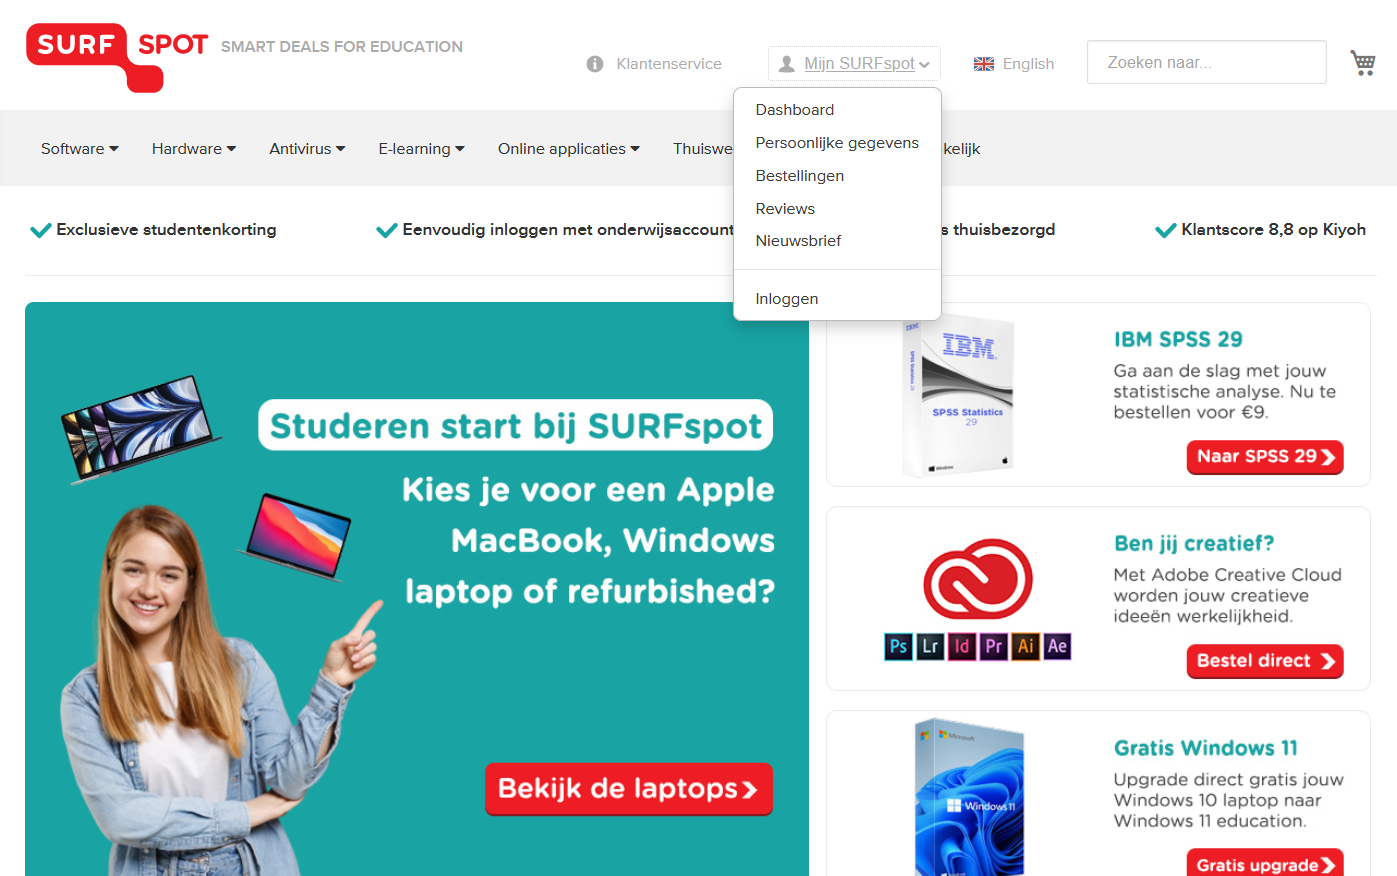 SURF SPOT SMART DEALS FOR EDUCATION
Klantenservice
Mijn SURFspot
English
Zoeken naar...
Dashboard
Persoonlijke gegevens
Bestellingen
Reviews
Nieuwsbrief
Inloggen
Software
Hardware
Antivirus
E-learning
Online applicaties
Exclusieve studentenkorting
Eenvoudig inloggen met onderwijsaccount
thuisbezorgd
Klantscore 8,8 op Kiyoh
Studeren start bij SURFspot
Kies je voor een Apple
MacBook, Windows
laptop of refurbished?
Bekijk de laptops
IBM
SPSS Statistics
29
Windows
IBM SPSS 29
Ga aan de slag met jouw
statistische analyse. Nu te
bestellen voor €9.
Naar SPSS 29
Ps Lr Id Pr Ai Ae
Ben jij creatief?
Met Adobe Creative Cloud
worden jouw creatieve
ideeën werkelijkheid.
Bestel direct
Microsoft
Windows 11
Gratis Windows 11
Upgrade direct gratis jouw
Windows 10 laptop naar
Windows 11 education.
Gratis upgrade